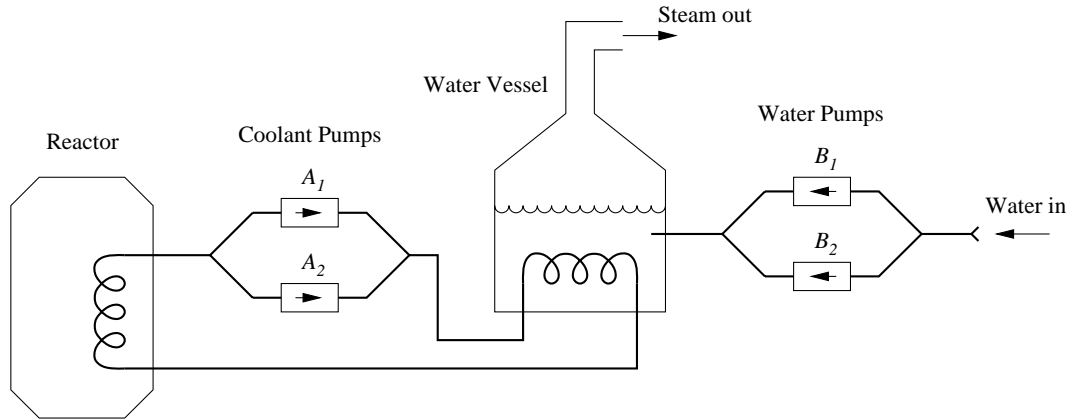 Steam out
Water Vessel
Water Pumps
Coolant Pumps
Reactor
B1
A1
Water in
B2
A2